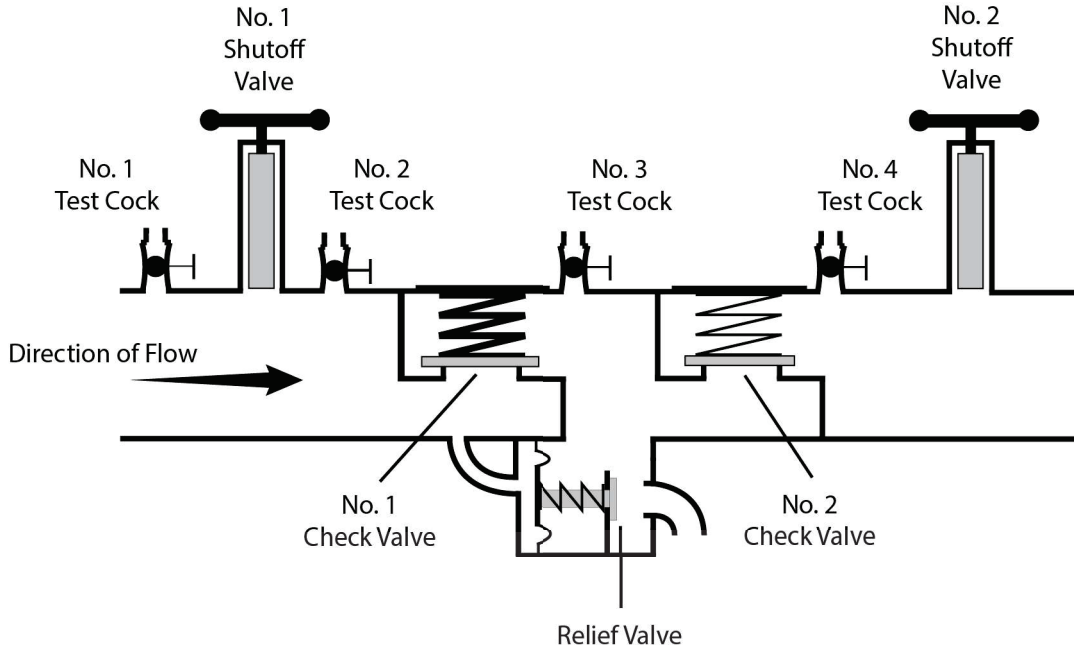 No. 1
Shutoff
Valve
No. 2
Shutoff
Valve
No. 1
Test Cock
No. 2
Test Cock
No. 3
Test Cock
No. 4
Test Cock
Direction of Flow
No. 1
Check Valve
No. 2
Check Valve
Relief Valve